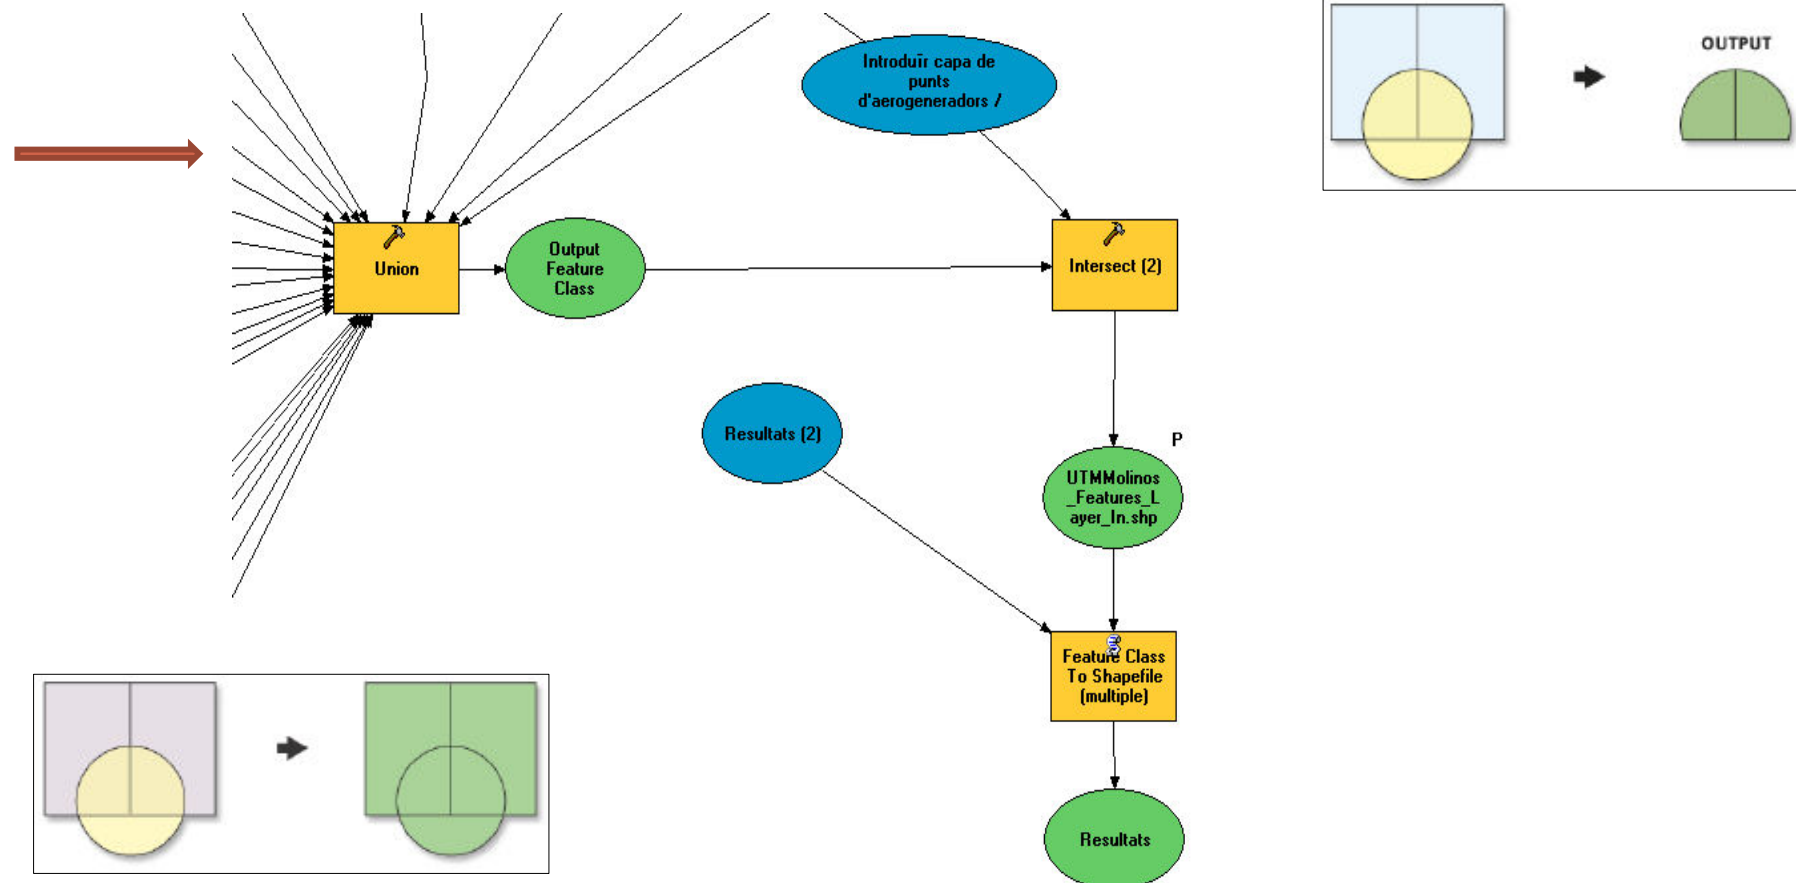 Introduïr capa de
punts
d'aerogeneradors /
OUTPUT
Union
Output
Feature
Class
Intersect (2)
Resultats (2)
P
UTMMolinos
_Features_L
ayer_In.shp
Feature Class
To Shapefile
(multiple)
Resultats